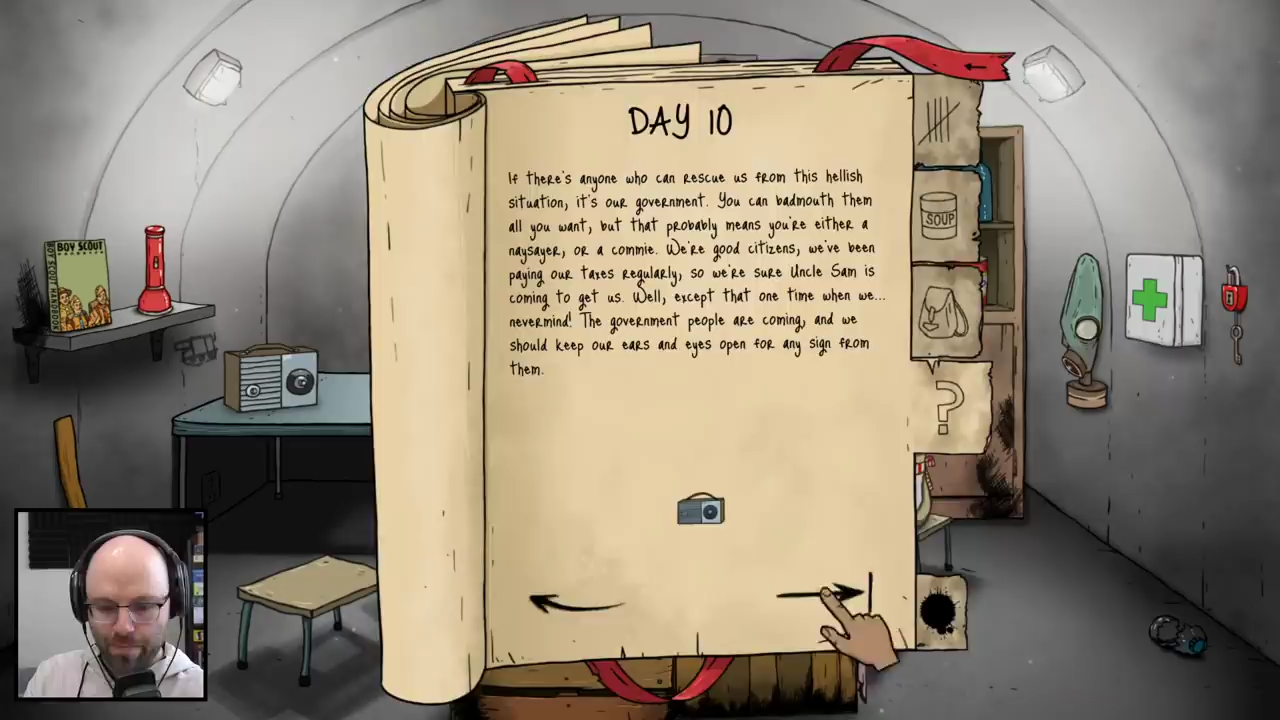 DAY 10
If there's anyone who can rescue us from this hellish
situation, it's our government. You can badmouth them
all you want, but that probably means you're either a
naysayer, or a commie. We're good citizens, we've been
paying our taxes regularly, so we're sure Uncle Sam is
coming to get us. Well, except that one time when we...
nevermind! The government people are coming, and we
should keep our ears and eyes open for any sign from
them.
SOUP
?
BOY SCOUT
BOY SCOUT HANDBOOK